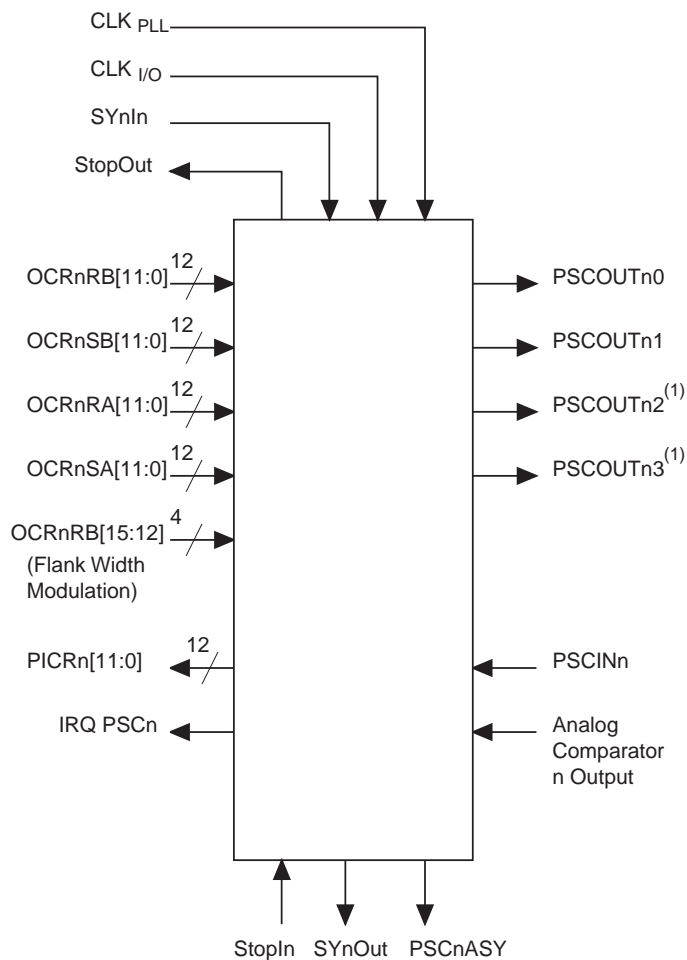 CLK PLL
CLK I/O
SYnIn
StopOut
OCRnRB[11:0] 12
OCRnSB[11:0] 12
OCRnRA[11:0] 12
OCRnSA[11:0] 12
OCRnRB[15:12] 4
(Flank Width
Modulation)
PICRn[11:0] 12
IRQ PSCn
PSCOUTn0
PSCOUTn1
PSCOUTn2(1)
PSCOUTn3(1)
PSCINn
Analog
Comparator
n Output
StopIn SYnOut PSCnASY